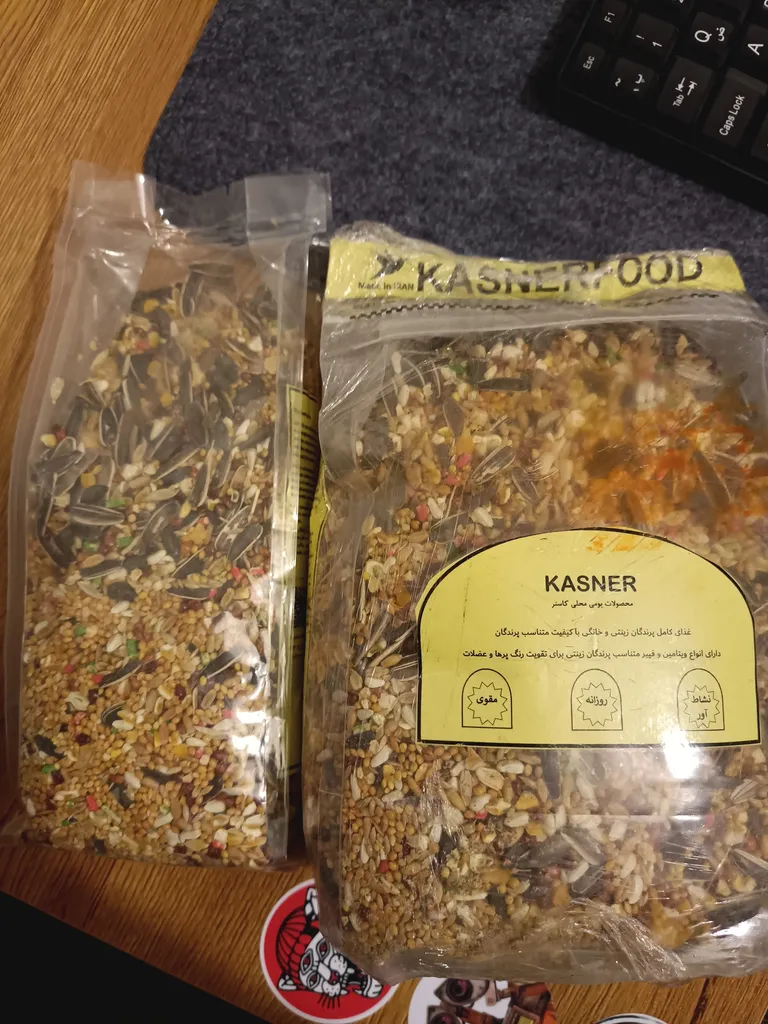 F1
Esc
!
1
Q
ض
A
Tab
Caps Lock
KASNERFOOD
Made in IRAN
KASNER
محصولات بومی محلی کاسنر
غذای کامل پرندگان زینتی و خانگی با کیفیت متناسب پرندگان
دارای انواع ویتامین و فیبر متناسب پرندگان زینتی برای تقویت رنگ پرها و عضلات
مقوی
روزانه
نشاط
آور